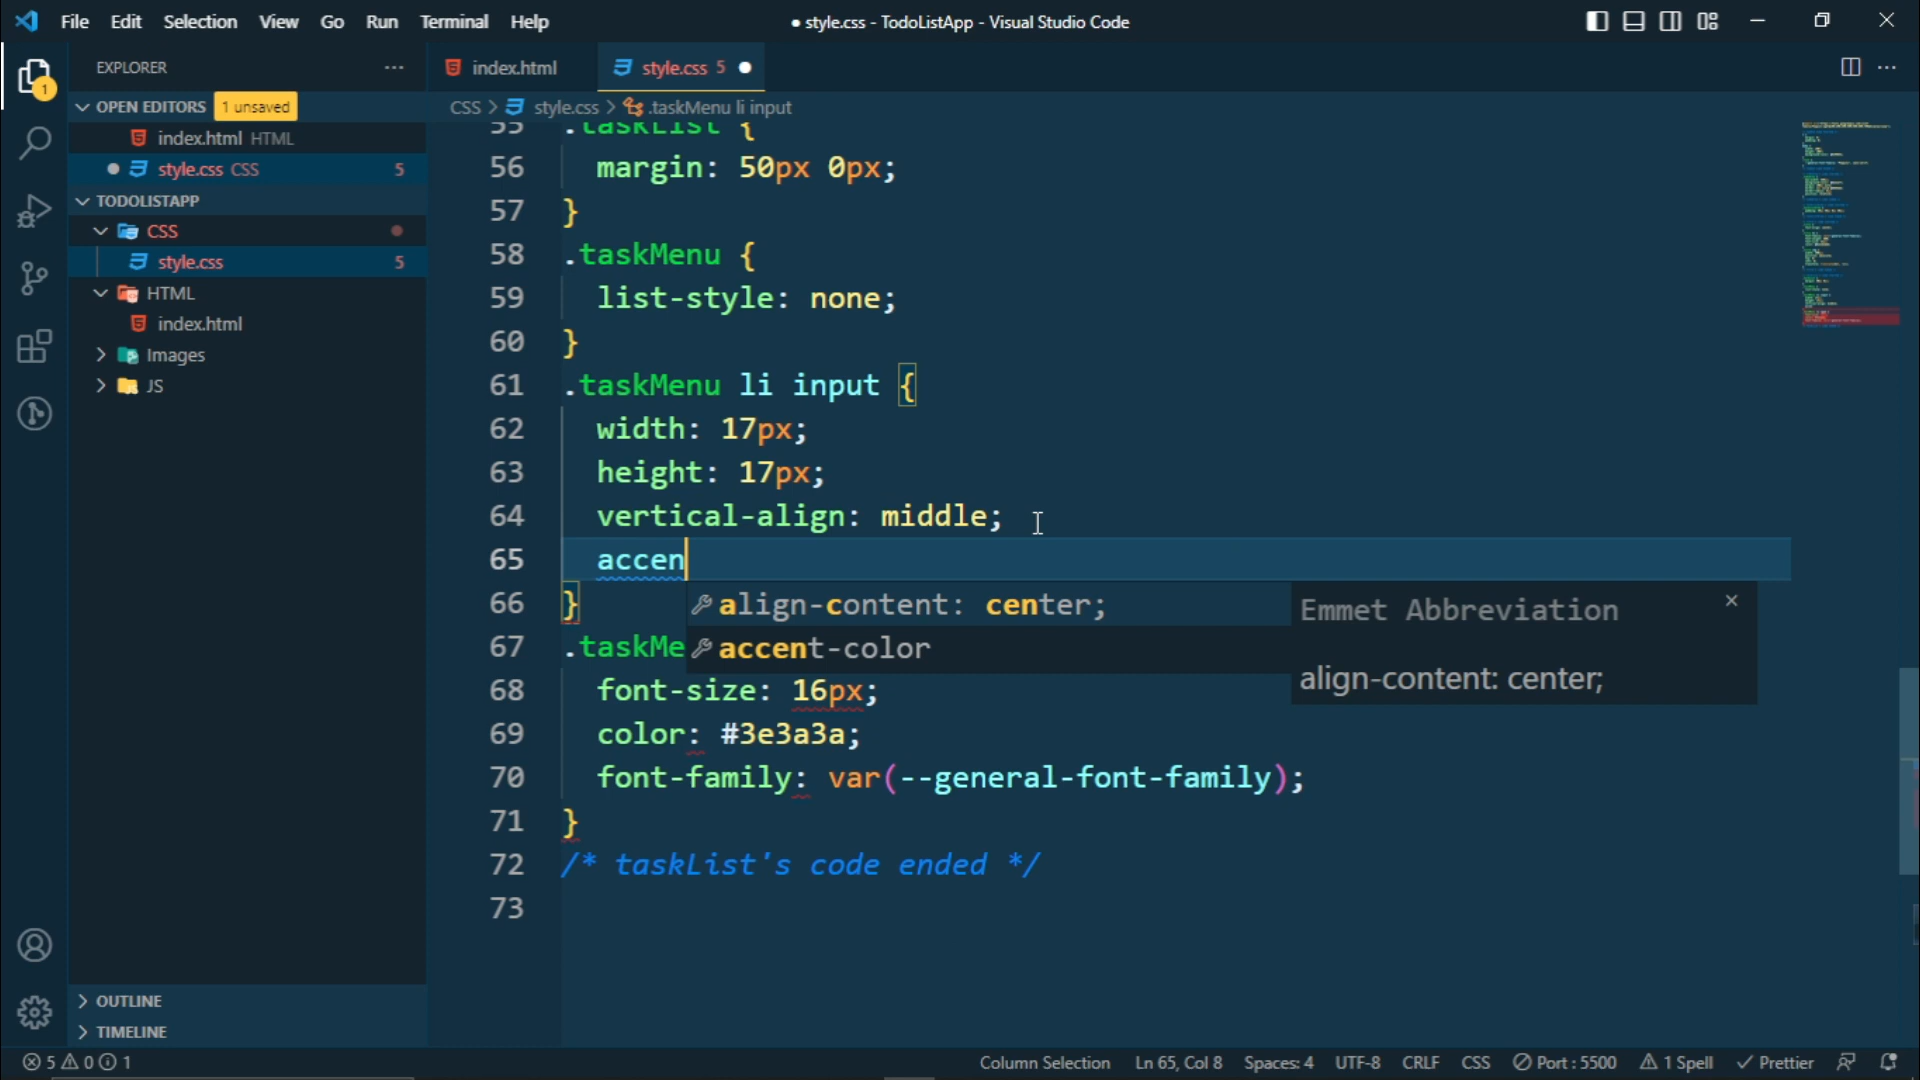 File Edit Selection View Go Run Terminal Help
● style.css - TodoListApp - Visual Studio Code
EXPLORER
1
OPEN EDITORS 1 unsaved
index.html HTML
style.css CSS 5
TODOLISTAPP
CSS
style.css 5
HTML
index.html
Images
JS
OUTLINE
TIMELINE
index.html
style.css 5
CSS > style.css > .taskMenu li input
55 .taskList {
56 margin: 50px 0px;
57 }
58 .taskMenu {
59 list-style: none;
60 }
61 .taskMenu li input {
62 width: 17px;
63 height: 17px;
64 vertical-align: middle;
65 accen
66 }
align-content: center;
accent-color
Emmet Abbreviation
align-content: center;
67 .taskMe
68 font-size: 16px;
69 color: #3e3a3a;
70 font-family: var(--general-font-family);
71 }
72 /* taskList's code ended */
73
5 0 1
Column Selection Ln 65, Col 8 Spaces: 4 UTF-8 CRLF CSS Port : 5500 1 Spell Prettier